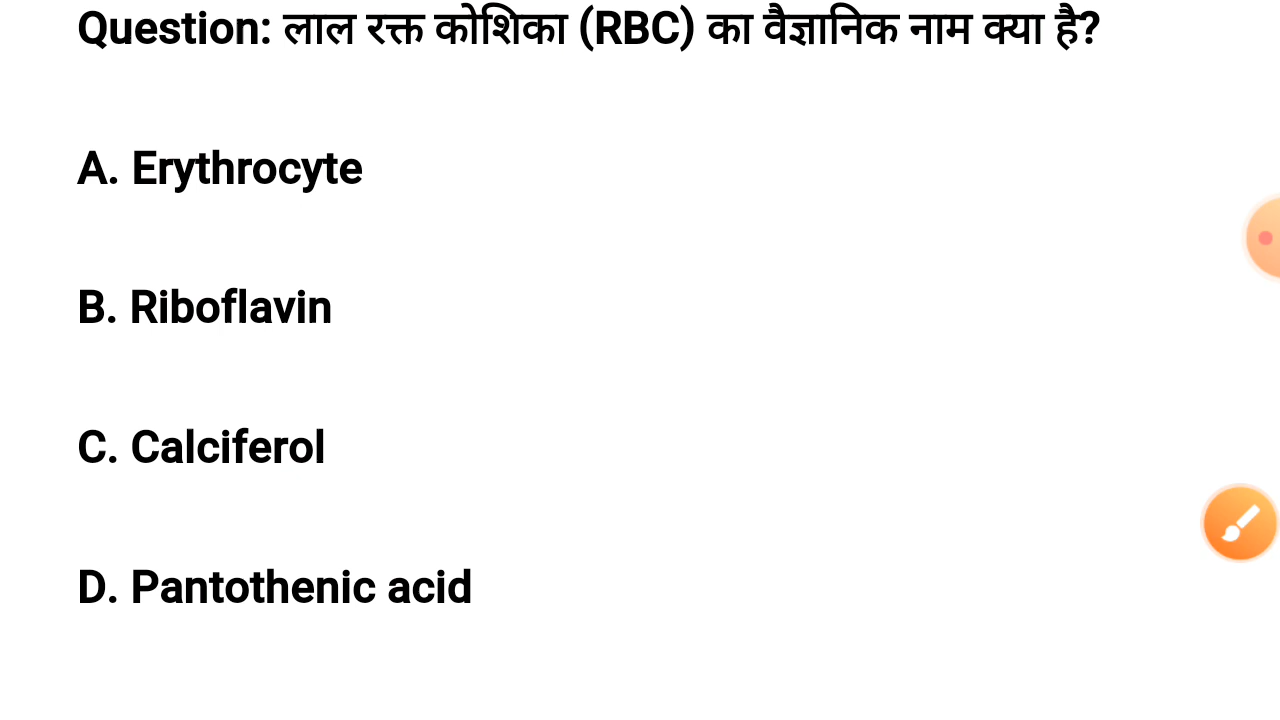 Question: लाल रक्त कोशिका (RBC) का वैज्ञानिक नाम क्या है?
A. Erythrocyte
B. Riboflavin
C. Calciferol
D. Pantothenic acid